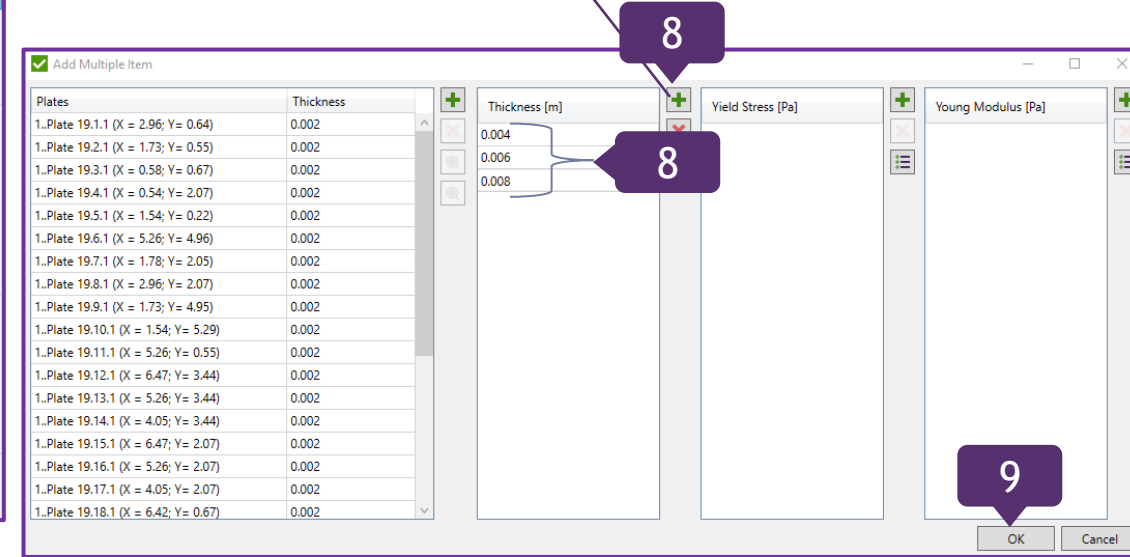 8
Add Multiple Item
Plates Thickness
Thickness [m]
Yield Stress [Pa]
Young Modulus [Pa]
1..Plate 19.1.1 (X = 2.96; Y= 0.64) 0.002
1..Plate 19.2.1 (X = 1.73; Y= 0.55) 0.002
1..Plate 19.3.1 (X = 0.58; Y= 0.67) 0.002
1..Plate 19.4.1 (X = 0.54; Y= 2.07) 0.002
1..Plate 19.5.1 (X = 1.54; Y= 0.22) 0.002
1..Plate 19.6.1 (X = 5.26; Y= 4.96) 0.002
1..Plate 19.7.1 (X = 1.78; Y= 2.05) 0.002
1..Plate 19.8.1 (X = 2.96; Y= 2.07) 0.002
1..Plate 19.9.1 (X = 1.73; Y= 4.95) 0.002
1..Plate 19.10.1 (X = 1.54; Y= 5.29) 0.002
1..Plate 19.11.1 (X = 5.26; Y= 0.55) 0.002
1..Plate 19.12.1 (X = 6.47; Y= 3.44) 0.002
1..Plate 19.13.1 (X = 5.26; Y= 3.44) 0.002
1..Plate 19.14.1 (X = 4.05; Y= 3.44) 0.002
1..Plate 19.15.1 (X = 6.47; Y= 2.07) 0.002
1..Plate 19.16.1 (X = 5.26; Y= 2.07) 0.002
1..Plate 19.17.1 (X = 4.05; Y= 2.07) 0.002
1..Plate 19.18.1 (X = 6.42; Y= 0.67) 0.002
0.004
0.006
0.008
8
9
OK
Cancel